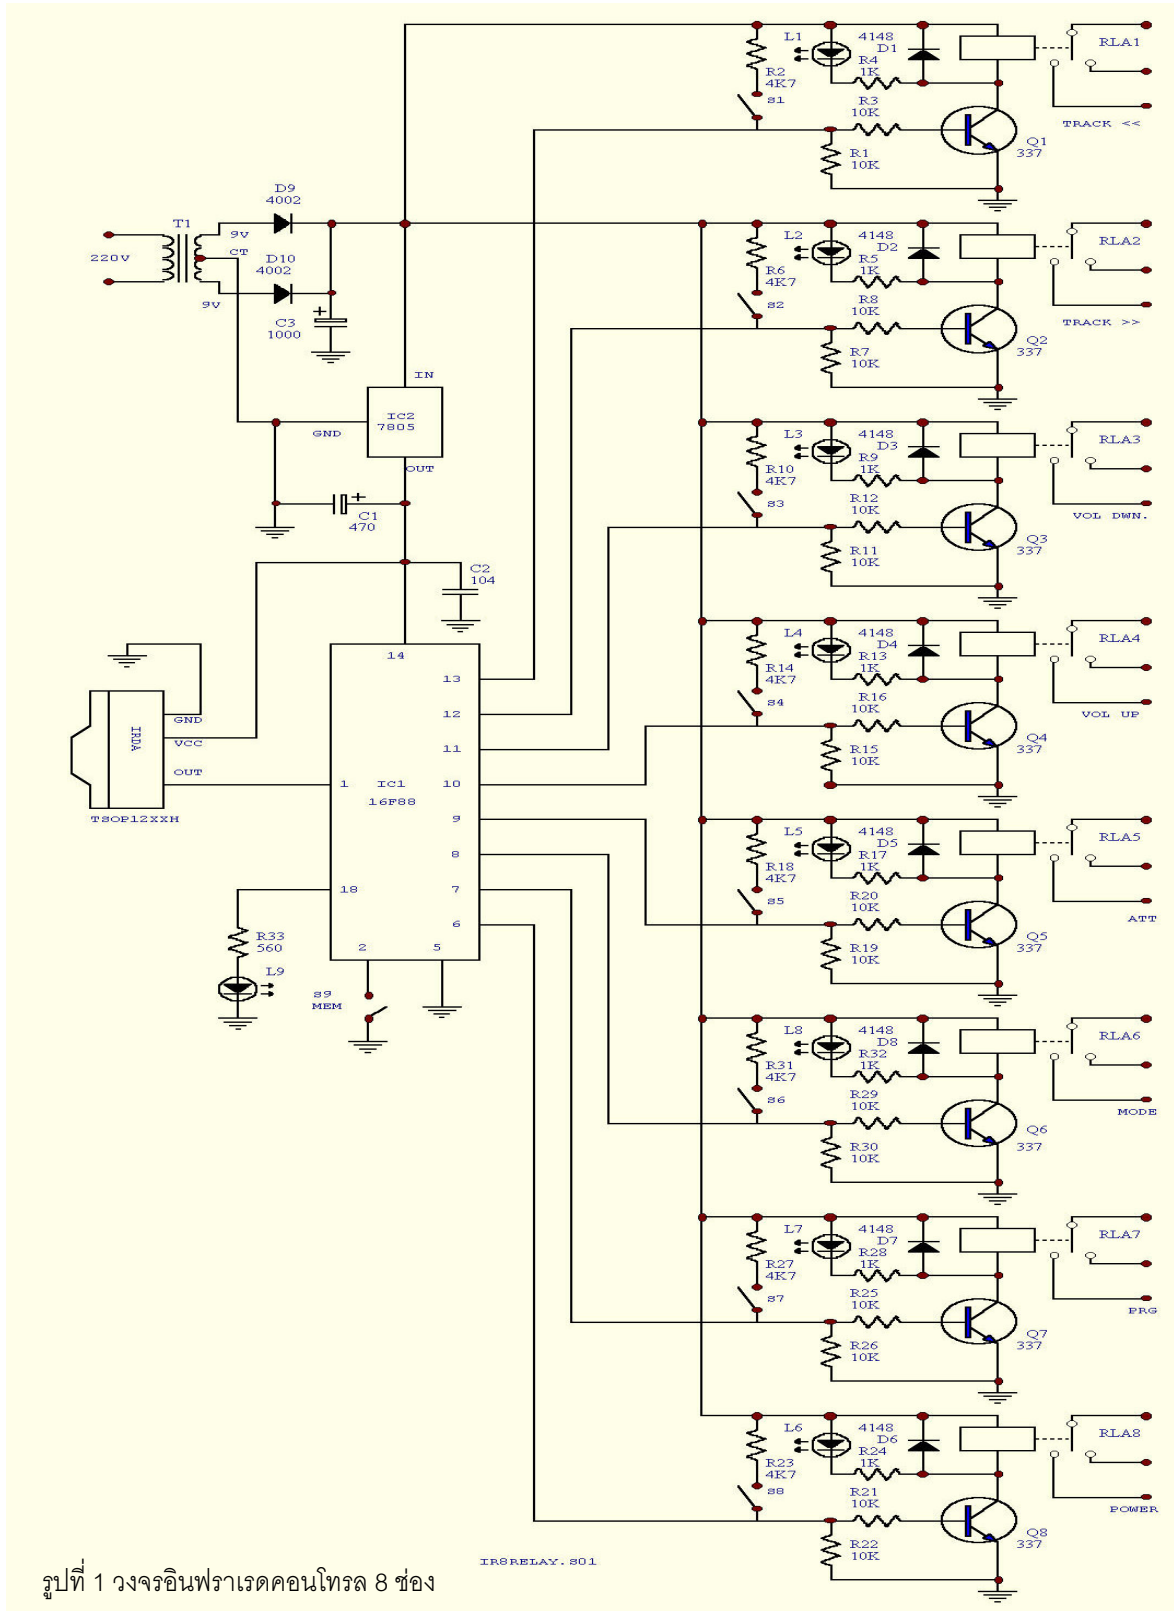 L1
4148
D1
R2
4K7
R4
1K
S1
R3
10K
R1
10K
Q1
337
RLA1
TRACK <<
D9
4002
T1
9V
CT
220V
D10
4002
9V
C3
1000
L2
4148
D2
R6
4K7
R5
1K
S2
R8
10K
R7
10K
Q2
337
RLA2
TRACK >>
IN
IC2
7805
GND
OUT
C1
470
L3
4148
D3
R10
4K7
R9
1K
S3
R12
10K
R11
10K
Q3
337
RLA3
VOL DWN.
C2
104
L4
4148
D4
R14
4K7
R13
1K
S4
R16
10K
R15
10K
Q4
337
RLA4
VOL UP
14
13
12
11
10
9
8
7
6
1
IC1
16F88
18
2
5
GND
VCC
OUT
IRDA
TSOP12XXH
R33
560
L9
S9
MEM
L5
4148
D5
R18
4K7
R17
1K
S5
R20
10K
R19
10K
Q5
337
RLA5
ATT
L8
4148
D8
R31
4K7
R32
1K
S6
R29
10K
R30
10K
Q6
337
RLA6
MODE
L7
4148
D7
R27
4K7
R28
1K
S7
R25
10K
R26
10K
Q7
337
RLA7
PRG
L6
4148
D6
R23
4K7
R24
1K
S8
R21
10K
R22
10K
Q8
337
RLA8
POWER
IR8RELAY.S01
รูปที่ 1 วงจรอินฟราเรดคอนโทรล 8 ช่อง